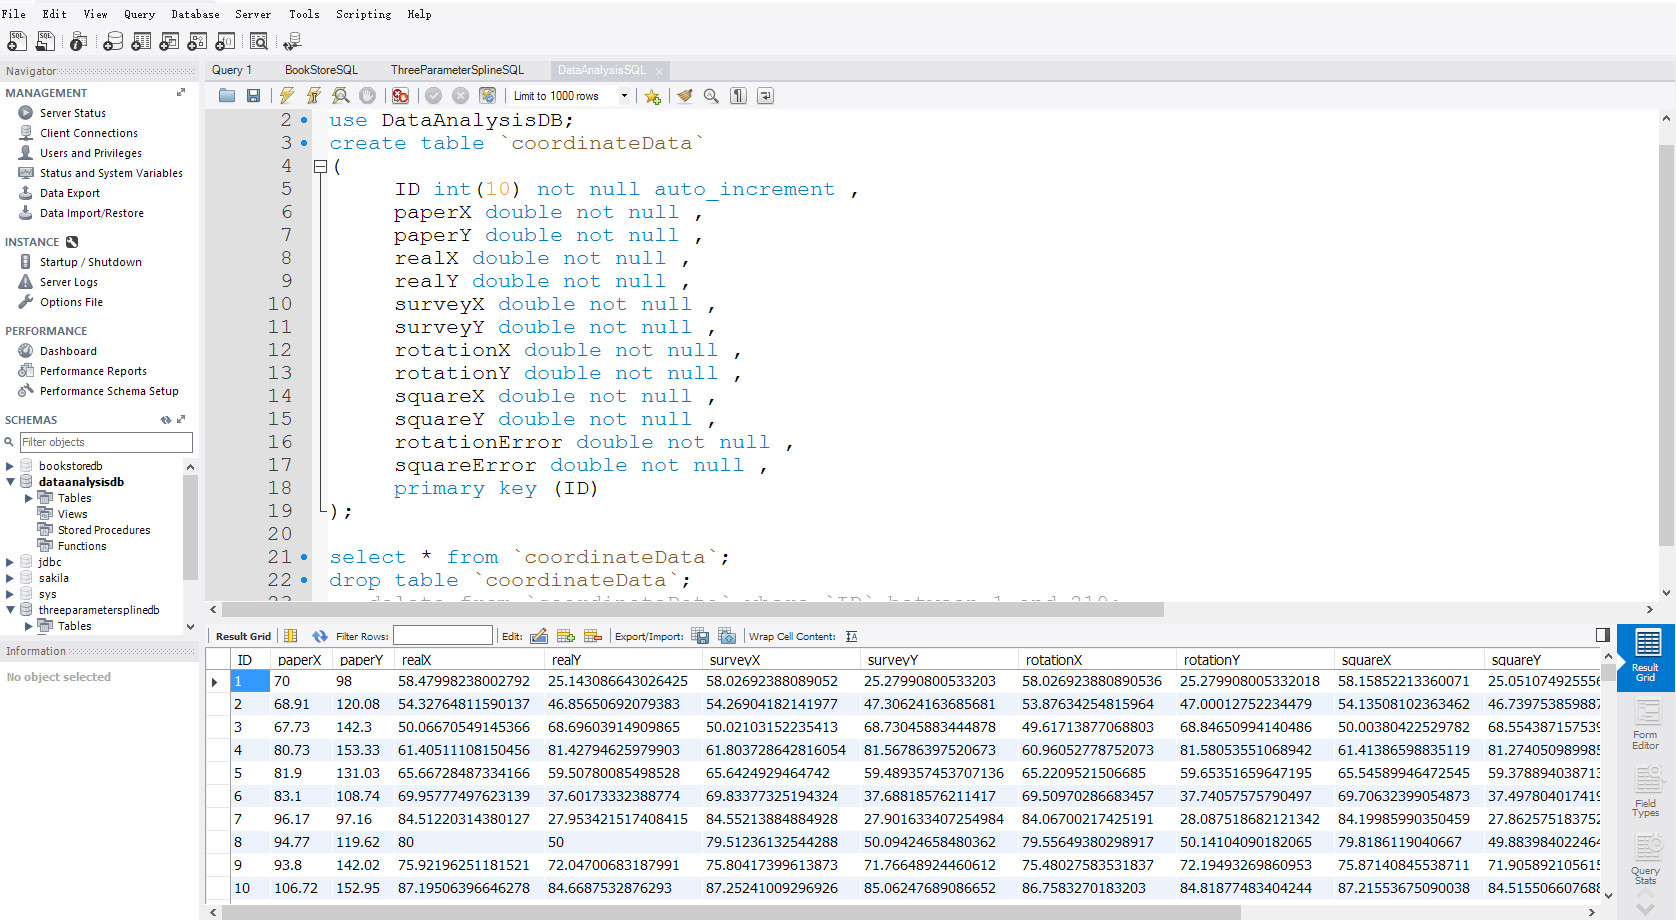 File Edit View Query Database Server Tools Scripting Help
Navigator
MANAGEMENT
Server Status
Client Connections
Users and Privileges
Status and System Variables
Data Export
Data Import/Restore
INSTANCE
Startup / Shutdown
Server Logs
Options File
PERFORMANCE
Dashboard
Performance Reports
Performance Schema Setup
SCHEMAS
Filter objects
bookstoredb
dataanalysisdb
Tables
Views
Stored Procedures
Functions
jdbc
sakila
sys
threeparametersplinedb
Tables
Information
No object selected
Query 1 BookStoreSQL ThreeParameterSplineSQL DataAnalysisSQL
Limit to 1000 rows
2 use DataAnalysisDB;
3 create table `coordinateData`
4 (
5 ID int(10) not null auto_increment ,
6 paperX double not null ,
7 paperY double not null ,
8 realX double not null ,
9 realY double not null ,
10 surveyX double not null ,
11 surveyY double not null ,
12 rotationX double not null ,
13 rotationY double not null ,
14 squareX double not null ,
15 squareY double not null ,
16 rotationError double not null ,
17 squareError double not null ,
18 primary key (ID)
19 );
20
21 select * from `coordinateData`;
22 drop table `coordinateData`;
Result Grid Filter Rows: Edit: Export/Import: Wrap Cell Content:
ID paperX paperY realX realY surveyX surveyY rotationX rotationY squareX squareY
1 70 98 58.47998238002792 25.143086643026425 58.02692388089052 25.27990800533203 58.026923880890536 25.279908005332018 58.15852213360071 25.051074925556
2 68.91 120.08 54.32764811590137 46.85650692079383 54.26904182141977 47.30624163685681 53.87634254815964 47.00012752234479 54.13508102363462 46.739753859887
3 67.73 142.3 50.06670549145366 68.69603914909865 50.02103152235413 68.73045883444878 49.61713877068803 68.84650994140486 50.00380422529782 68.554387157539
4 80.73 153.33 61.40511108150456 81.42794625979903 61.803728642816054 81.56786397520673 60.96052778752073 81.58053551068942 61.41386598835119 81.274050989985
5 81.9 131.03 65.66728487334166 59.50780085498528 65.6424929464742 59.489357453707136 65.2209521506685 59.65351659647195 65.54589946472545 59.378894038713
6 83.1 108.74 69.95777497623139 37.60173332388774 69.83377325194324 37.68818576211417 69.50970286683457 37.74057575790497 69.70632399054873 37.497804017419
7 96.17 97.16 84.51220314380127 27.953421517408415 84.55213884884928 27.901633407254984 84.06700217425191 28.087518682121342 84.19985990350459 27.862575183752
8 94.77 119.62 80 50 79.51236132544288 50.09424658480362 79.55649380298917 50.14104090182065 79.8186119040667 49.883984022464
9 93.8 142.02 75.92196251181521 72.04700683187991 75.80417399613873 71.76648924460612 75.48027583531837 72.19493269860953 75.87140845538711 71.905892105615
10 106.72 152.95 87.19506396646278 84.6687532876293 87.25241009296926 85.06247689086652 86.7583270183203 84.81877483404244 87.21553675090038 84.515506607688
Result
Grid
Form
Editor
Field
Types
Query
Stats